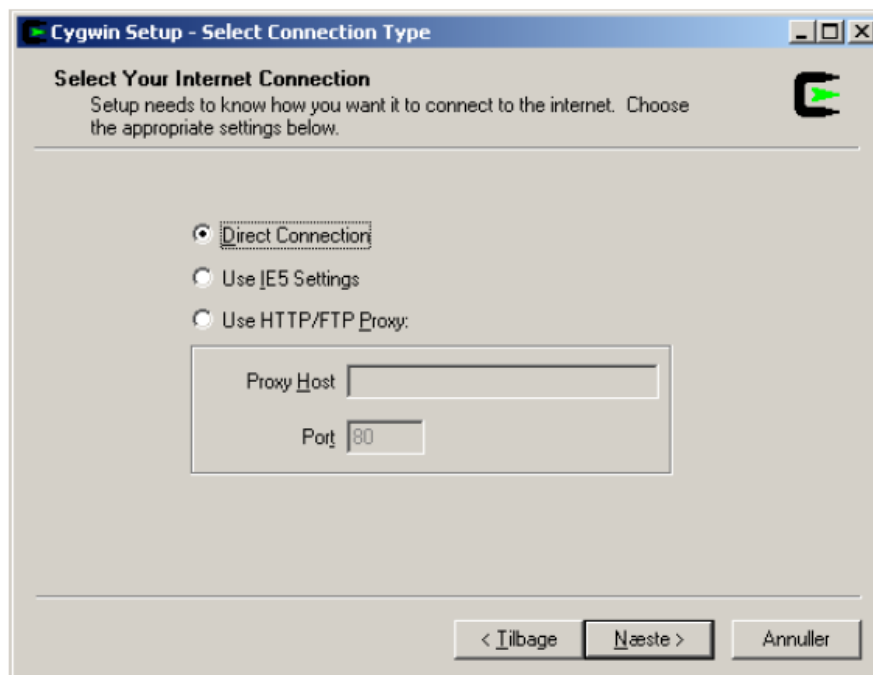 Cygwin Setup - Select Connection Type
Select Your Internet Connection
Setup needs to know how you want it to connect to the internet. Choose
the appropriate settings below.
Direct Connection
Use IE5 Settings
Use HTTP/FTP Proxy:
Proxy Host
Port 80
< Tilbage Næste > Annuller